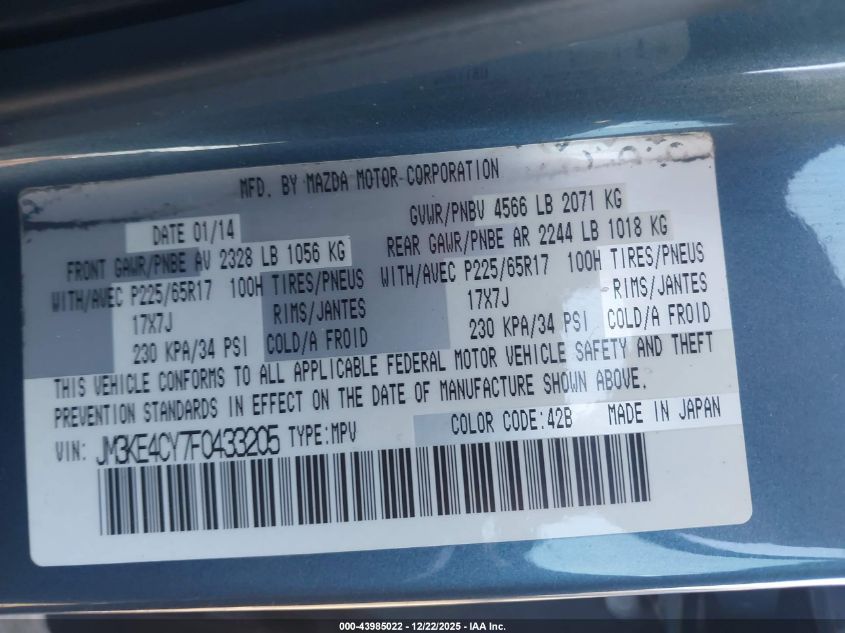 MFD. BY MAZDA MOTOR CORPORATION
DATE 01/14 GVWR/PNBV 4566 LB 2071 KG
FRONT GAWR/PNBE AV 2328 LB 1056 KG REAR GAWR/PNBE AR 2244 LB 1018 KG
WITH/AVEC P225/65R17 100H TIRES/PNEUS WITH/AVEC P225/65R17 100H TIRES/PNEUS
17X7J RIMS/JANTES 17X7J RIMS/JANTES
230 KPA/34 PSI COLD/A FROID 230 KPA/34 PSI COLD/A FROID
THIS VEHICLE CONFORMS TO ALL APPLICABLE FEDERAL MOTOR VEHICLE SAFETY AND THEFT
PREVENTION STANDARDS IN EFFECT ON THE DATE OF MANUFACTURE SHOWN ABOVE.
VIN: JM3KE4CY7F0433205 TYPE:MPV COLOR CODE:42B MADE IN JAPAN
000-43985022 - 12/22/2025 - IAA Inc.